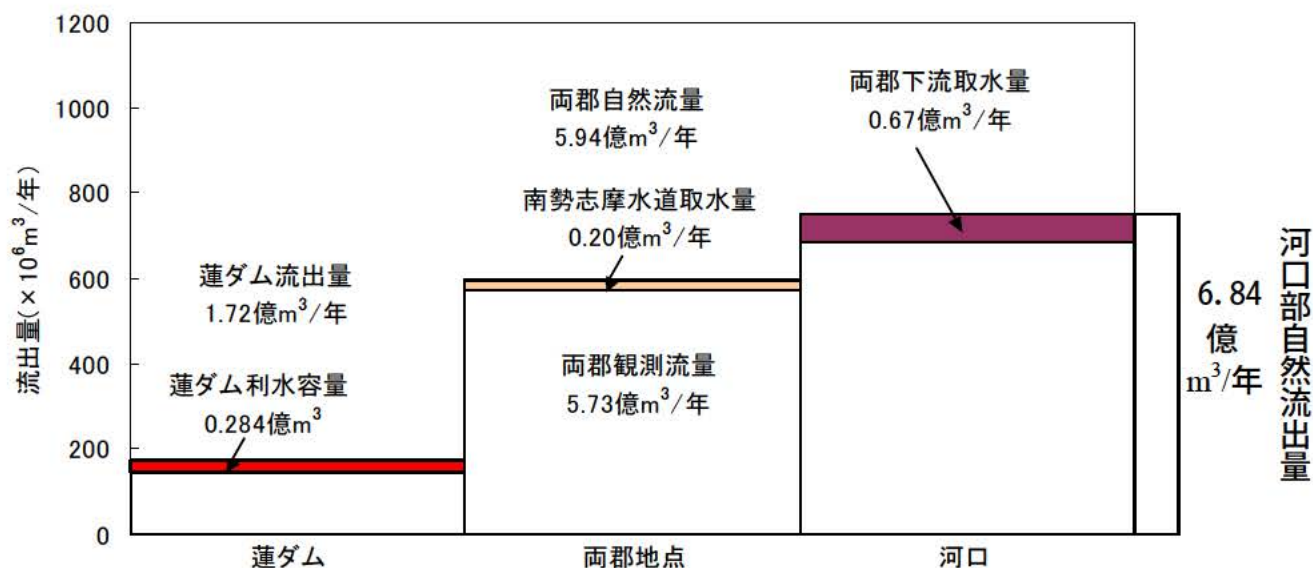 1200
1000
800
600
400
200
0
流出量(×10⁶m³/年)
蓮ダム流出量
1.72億m³/年
蓮ダム利水容量
0.284億m³
両郡自然流量
5.94億m³/年
南勢志摩水道取水量
0.20億m³/年
両郡観測流量
5.73億m³/年
両郡下流取水量
0.67億m³/年
6.84
億
m³/年
河口部自然流出量
蓮ダム
両郡地点
河口